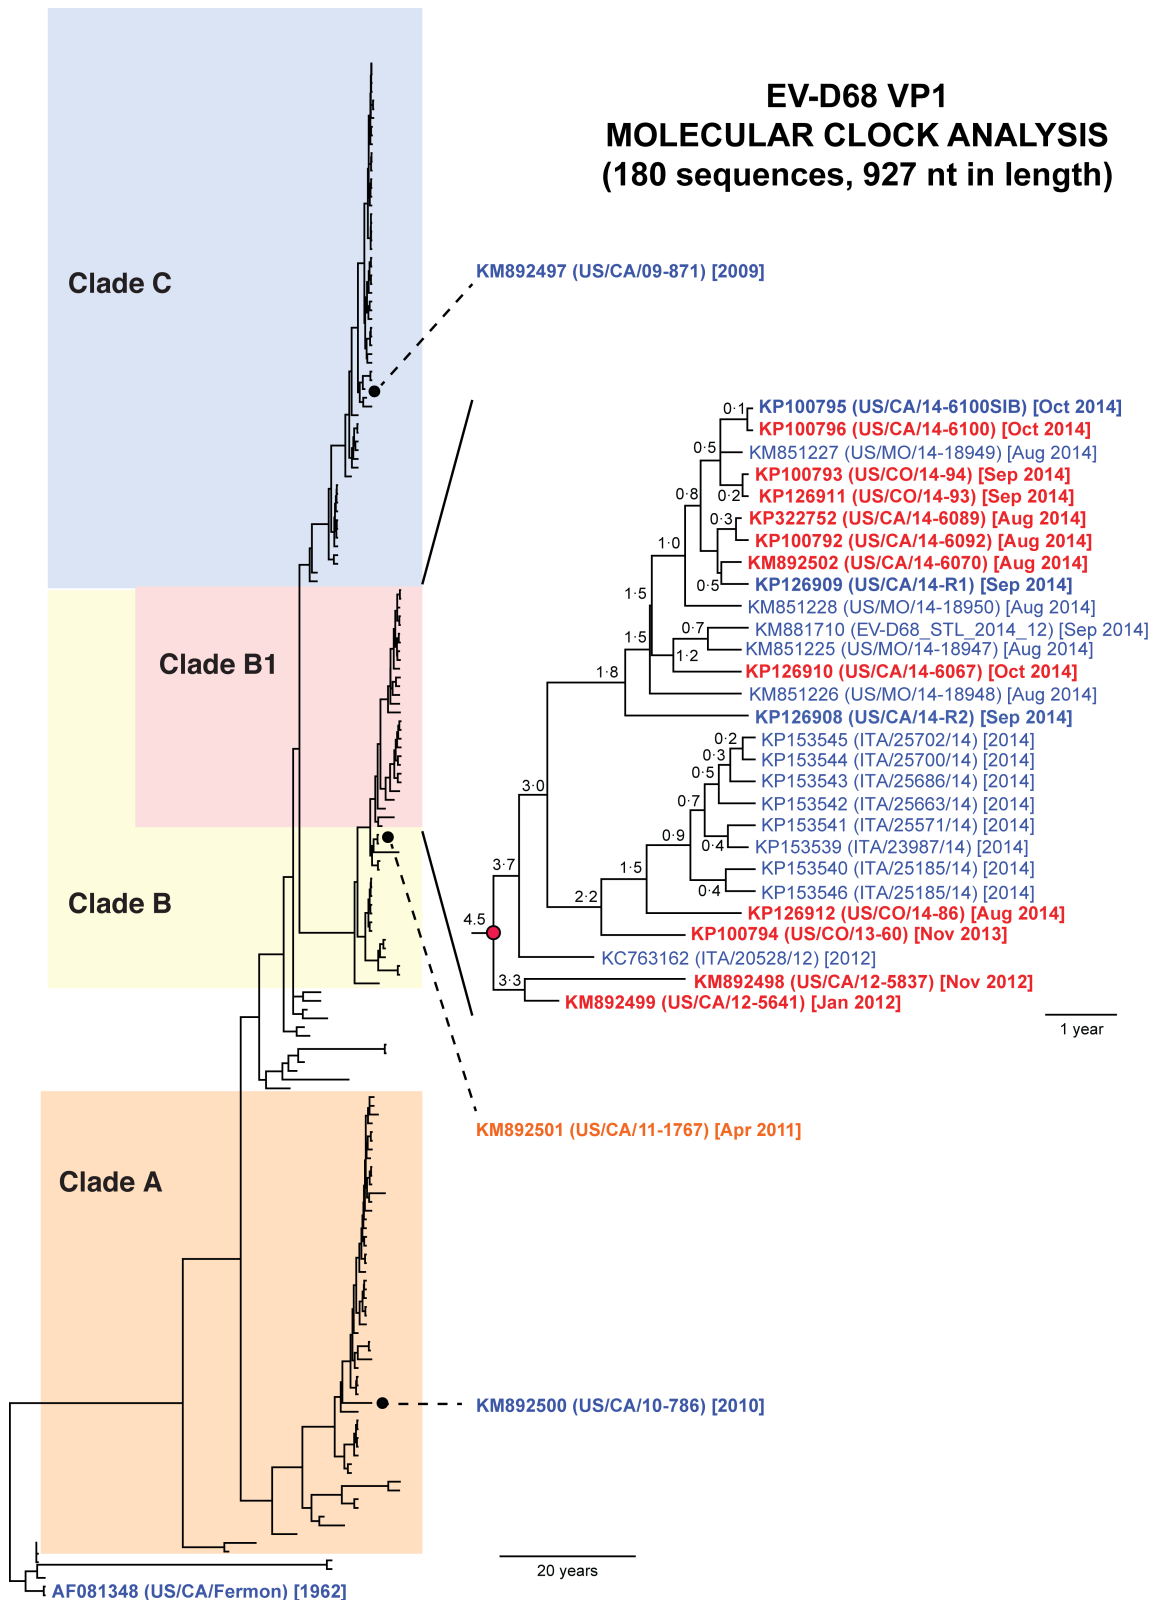 EV-D68 VP1
MOLECULAR CLOCK ANALYSIS
(180 sequences, 927 nt in length)
Clade C
KM892497 (US/CA/09-871) [2009]
0·1
KP100795 (US/CA/14-6100SIB) [Oct 2014]
KP100796 (US/CA/14-6100) [Oct 2014]
0·5
KM851227 (US/MO/14-18949) [Aug 2014]
KP100793 (US/CO/14-94) [Sep 2014]
0·8
0·2
KP126911 (US/CO/14-93) [Sep 2014]
0·3
KP322752 (US/CA/14-6089) [Aug 2014]
1·0
KP100792 (US/CA/14-6092) [Aug 2014]
KM892502 (US/CA/14-6070) [Aug 2014]
0·5
KP126909 (US/CA/14-R1) [Sep 2014]
1·5
KM851228 (US/MO/14-18950) [Aug 2014]
0·7
KM881710 (EV-D68_STL_2014_12) [Sep 2014]
1·5
1·2
KM851225 (US/MO/14-18947) [Aug 2014]
Clade B1
1·8
KP126910 (US/CA/14-6067) [Oct 2014]
KM851226 (US/MO/14-18948) [Aug 2014]
KP126908 (US/CA/14-R2) [Sep 2014]
0·2
KP153545 (ITA/25702/14) [2014]
0·3
KP153544 (ITA/25700/14) [2014]
0·5
KP153543 (ITA/25686/14) [2014]
3·0
0·7
KP153542 (ITA/25663/14) [2014]
KP153541 (ITA/25571/14) [2014]
0·9
0·4
KP153539 (ITA/23987/14) [2014]
3·7
1·5
KP153540 (ITA/25185/14) [2014]
0·4
KP153546 (ITA/25185/14) [2014]
2·2
Clade B
4.5
KP126912 (US/CO/14-86) [Aug 2014]
KP100794 (US/CO/13-60) [Nov 2013]
KC763162 (ITA/20528/12) [2012]
3·3
KM892498 (US/CA/12-5837) [Nov 2012]
KM892499 (US/CA/12-5641) [Jan 2012]
1 year
KM892501 (US/CA/11-1767) [Apr 2011]
Clade A
KM892500 (US/CA/10-786) [2010]
20 years
AF081348 (US/CA/Fermon) [1962]